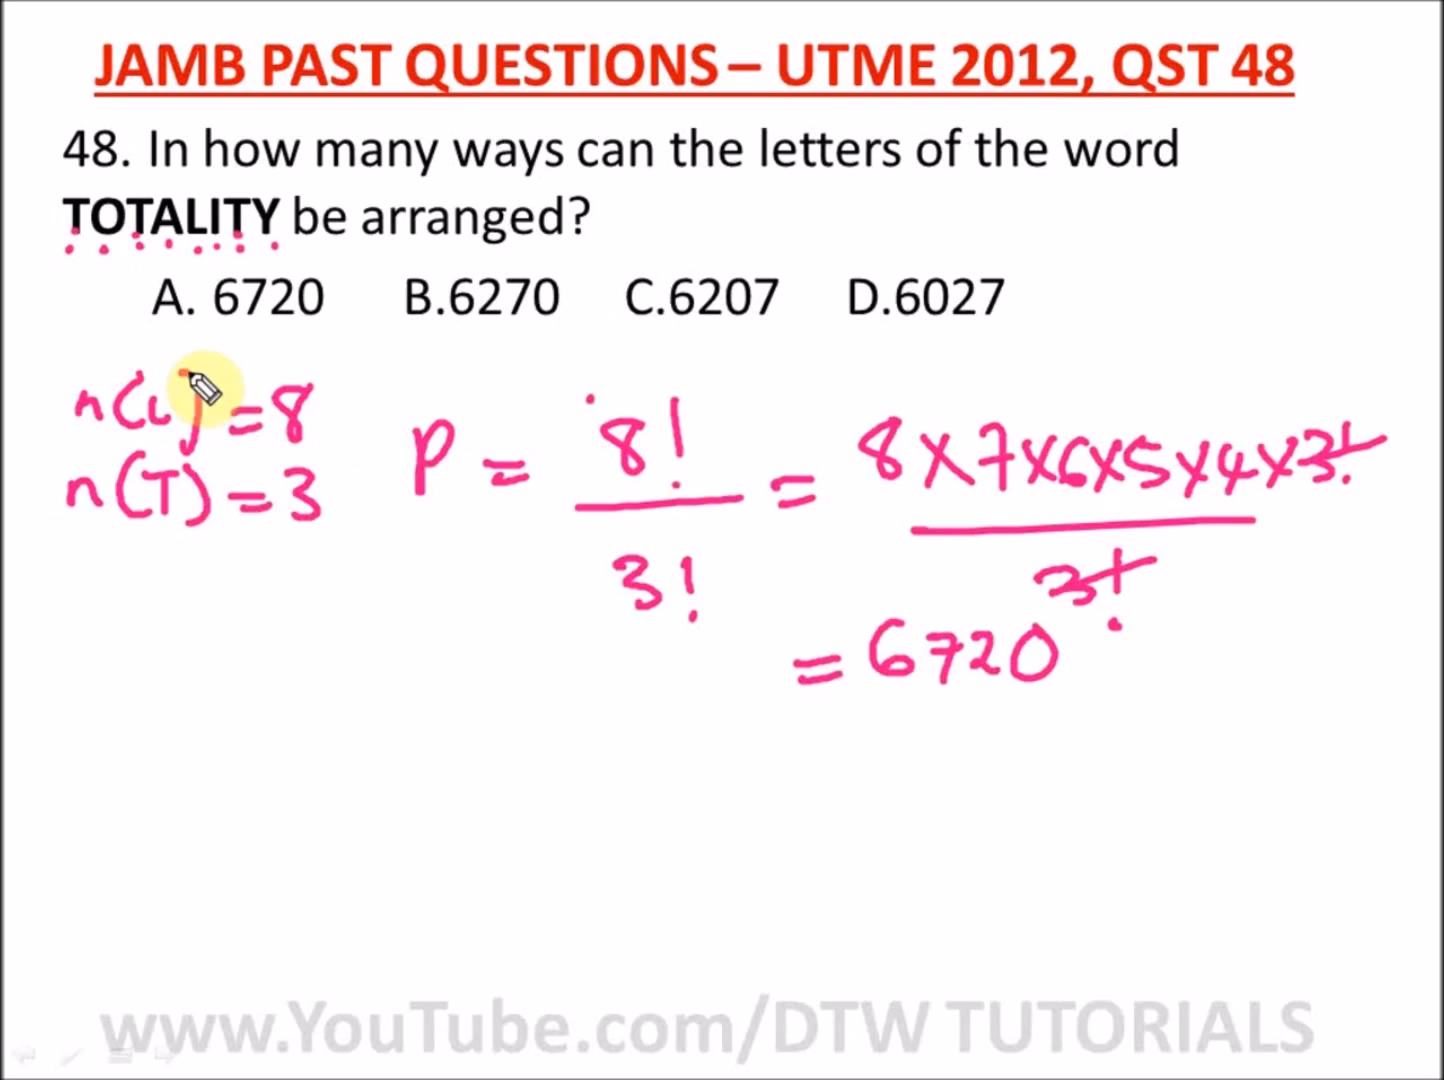 JAMB PAST QUESTIONS – UTME 2012, QST 48
48. In how many ways can the letters of the word
TOTALITY be arranged?
A. 6720 B.6270 C.6207 D.6027
n(L) = 8
n(T) = 3
P = 8! / 3! = 8 x 7 x 6 x 5 x 4 x 3! / 3!
= 6720
www.YouTube.com/DTW TUTORIALS